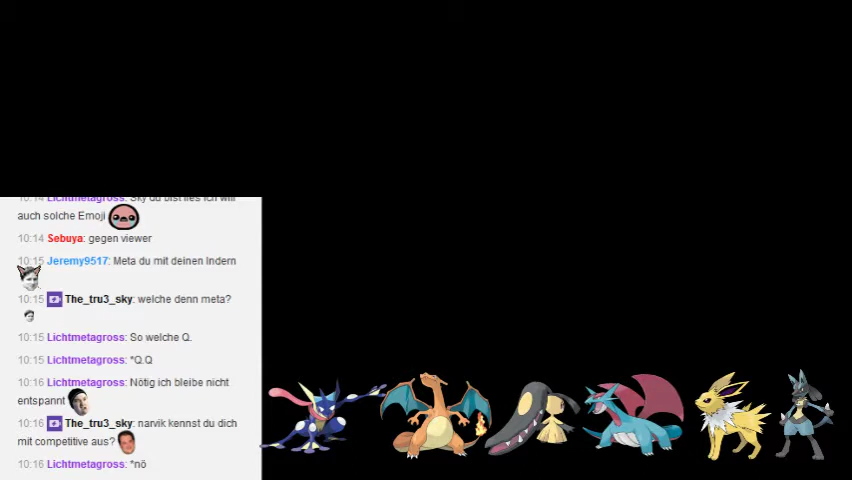 10:14 Lichtmetagross: Sky du bist fies ich will
auch solche Emoji
10:14 Sebuya: gegen viewer
10:15 Jeremy9517: Meta du mit deinen Indern
10:15 The_tru3_sky: welche denn meta?
10:15 Lichtmetagross: So welche Q.
10:15 Lichtmetagross: *Q.Q
10:16 Lichtmetagross: Nötig ich bleibe nicht
entspannt
10:16 The_tru3_sky: narvik kennst du dich
mit competitive aus?
10:16 Lichtmetagross: *nö